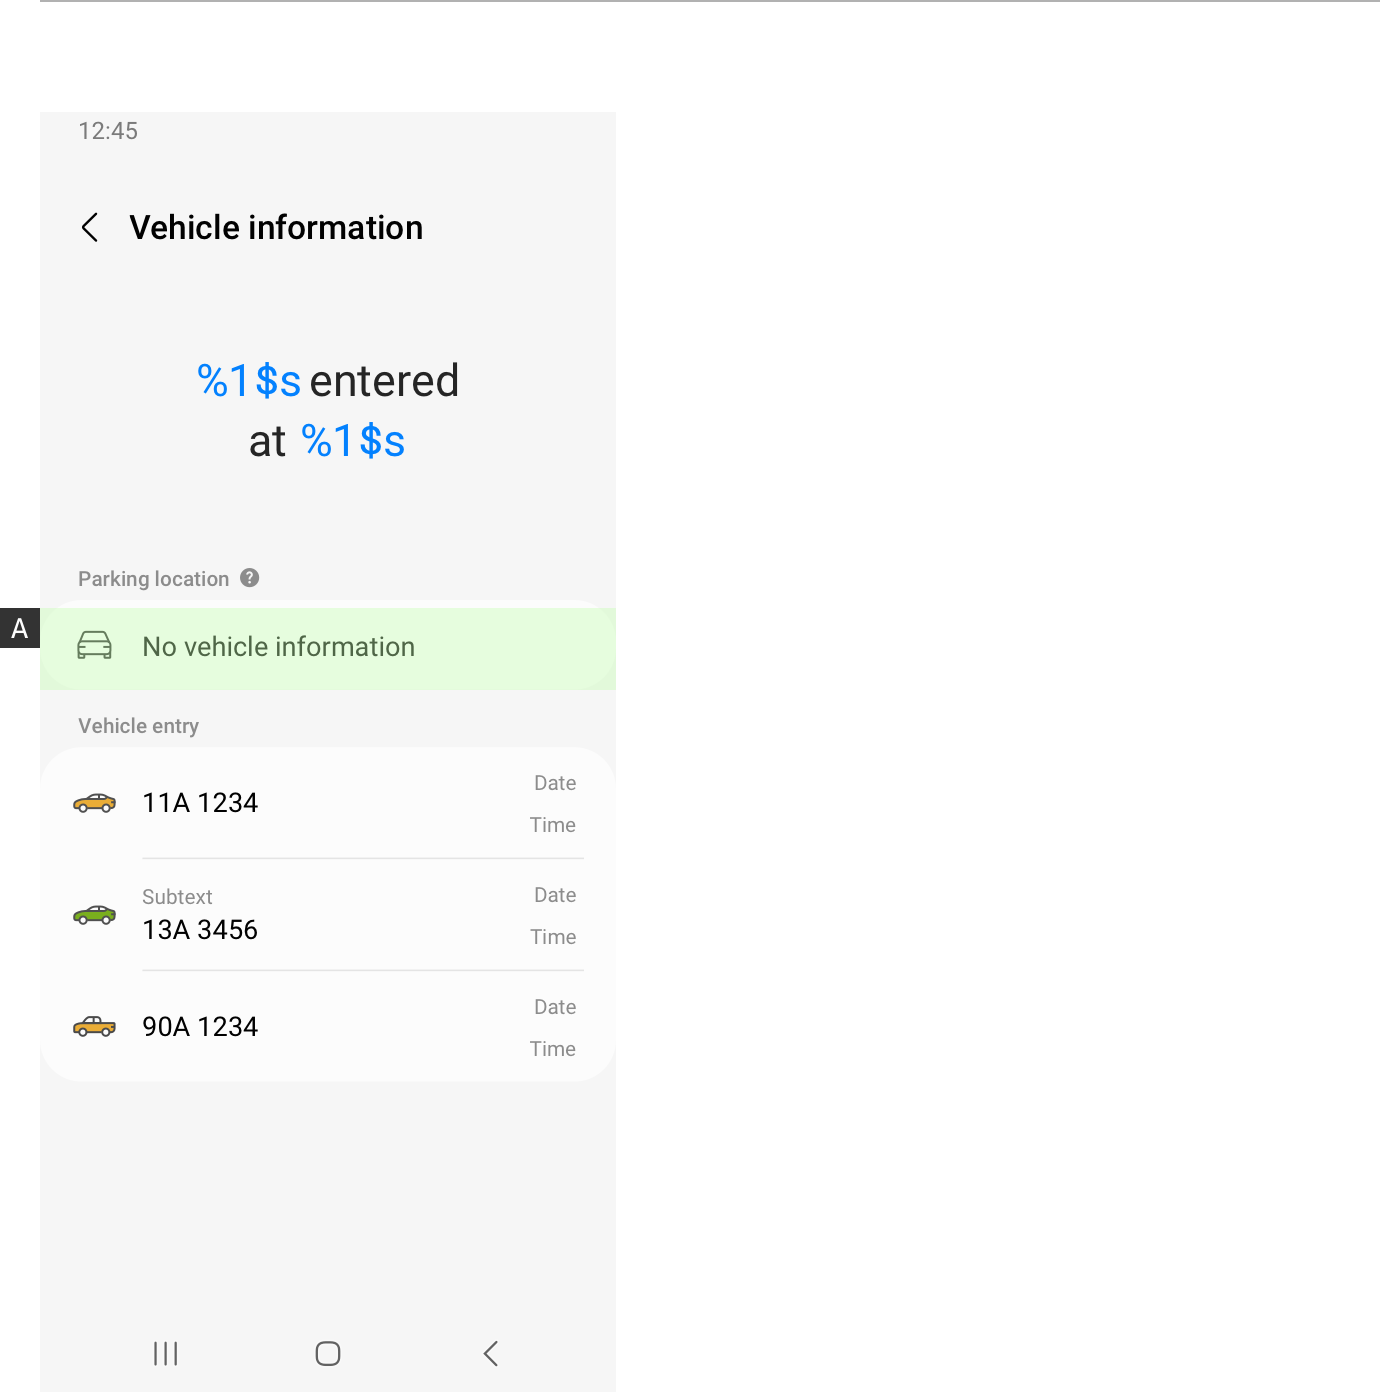 12:45
Vehicle information
%1$s entered
at %1$s
Parking location ?
A
No vehicle information
Vehicle entry
11A 1234
Date
Time
Subtext
13A 3456
Date
Time
90A 1234
Date
Time